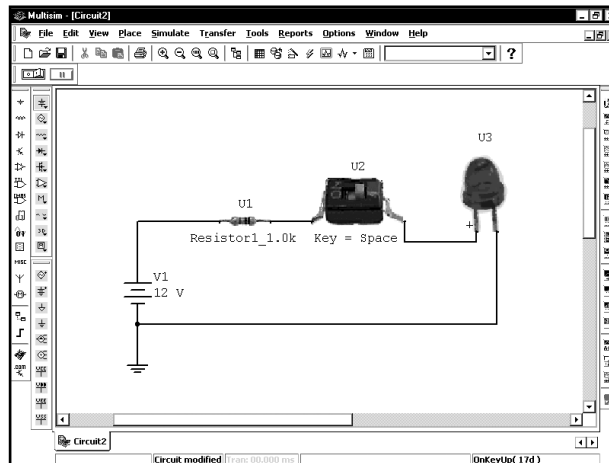 Multisim - [Circuit2]
File Edit View Place Simulate Transfer Tools Reports Options Window Help
?
U3
U2
U1
Resistor1_1.0k Key = Space
+
V1
12 V
MISC
Circuit2
Circuit modified Tran: 00.000 ms OnKeyUp( 17d )